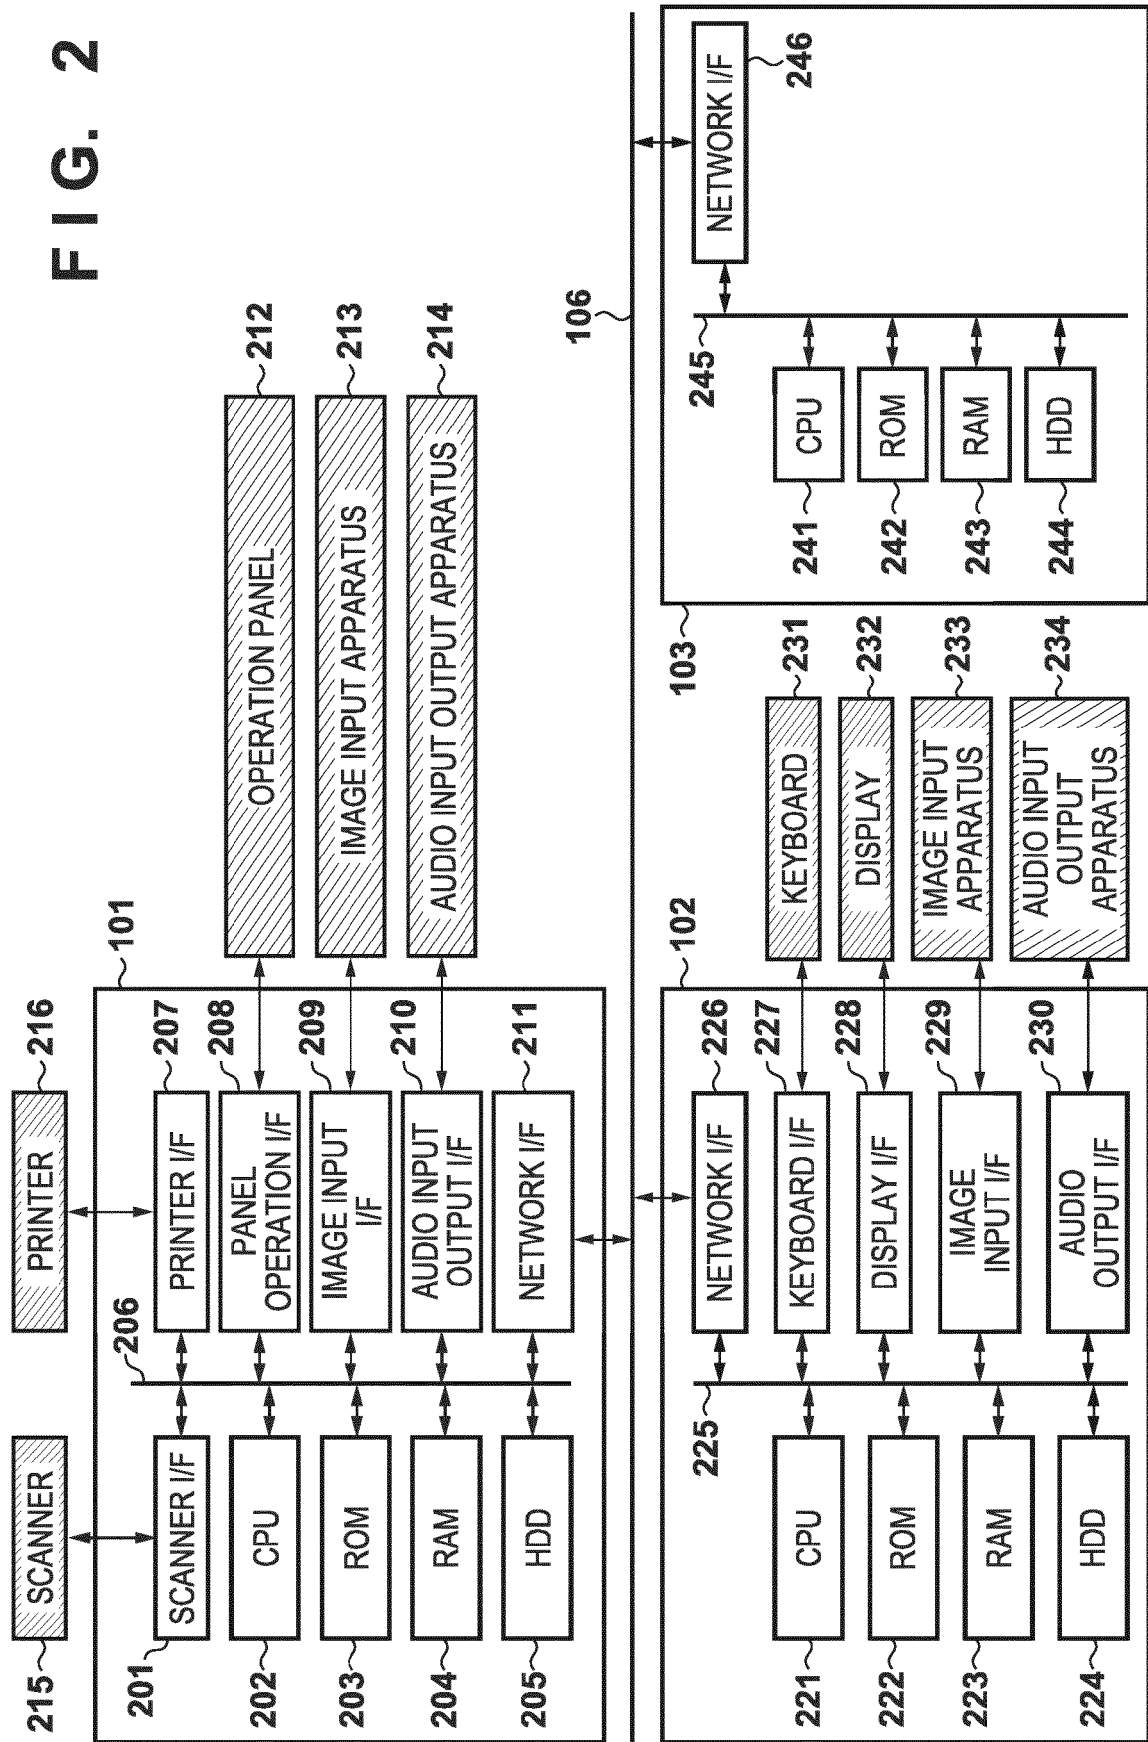 FIG. 2
215
SCANNER
216
PRINTER
101
201
SCANNER I/F
206
PRINTER I/F
207
202
CPU
PANEL
OPERATION I/F
208
OPERATION PANEL
212
203
ROM
IMAGE INPUT
I/F
209
IMAGE INPUT APPARATUS
213
204
RAM
AUDIO INPUT
OUTPUT I/F
210
AUDIO INPUT OUTPUT APPARATUS
214
205
HDD
NETWORK I/F
211
106
102
225
NETWORK I/F
226
221
CPU
KEYBOARD I/F
227
KEYBOARD
231
222
ROM
DISPLAY I/F
228
DISPLAY
232
223
RAM
IMAGE
INPUT I/F
229
IMAGE INPUT
APPARATUS
233
224
HDD
AUDIO
OUTPUT I/F
230
AUDIO INPUT
OUTPUT
APPARATUS
234
103
245
NETWORK I/F
246
241
CPU
242
ROM
243
RAM
244
HDD